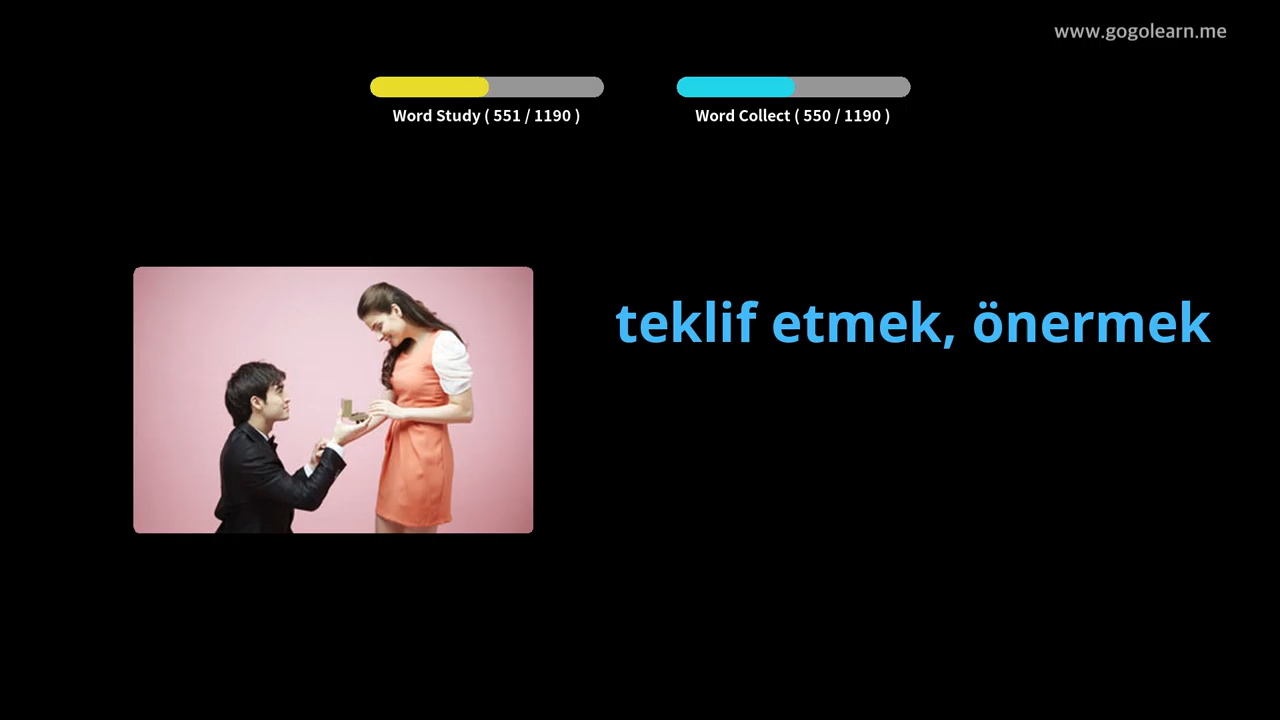 www.gogolearn.me
Word Study ( 551 / 1190 )
Word Collect ( 550 / 1190 )
teklif etmek, önermek